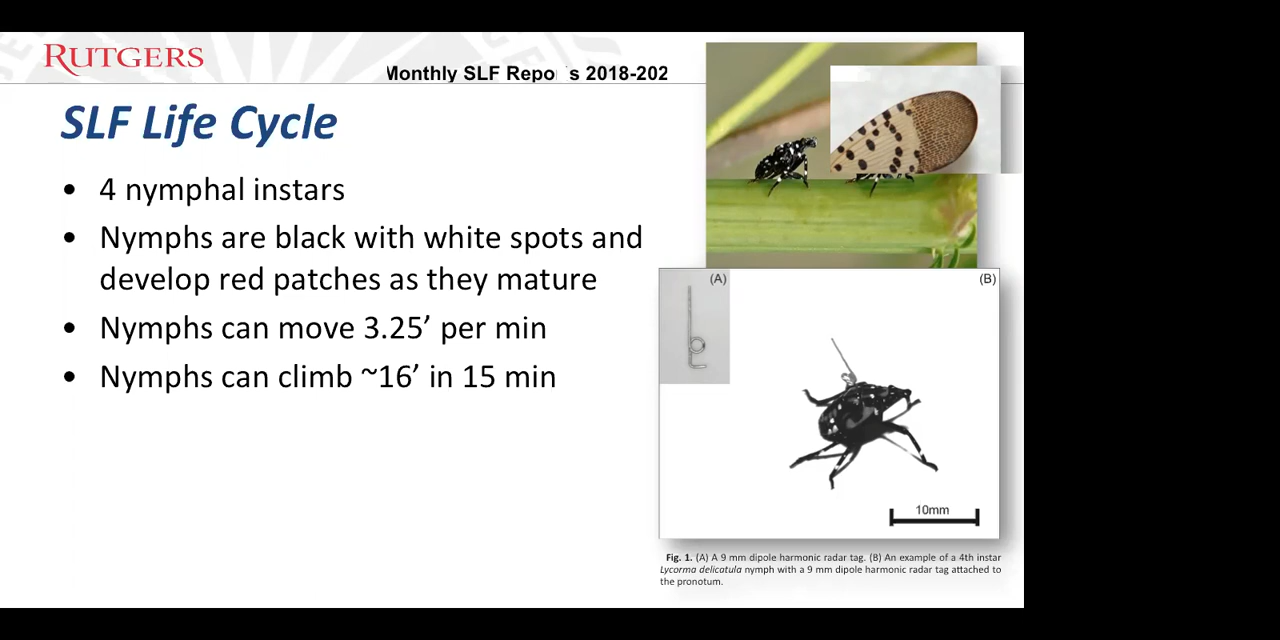 RUTGERS
Monthly SLF Repo s 2018-202
SLF Life Cycle
• 4 nymphal instars
• Nymphs are black with white spots and
develop red patches as they mature
• Nymphs can move 3.25’ per min
• Nymphs can climb ~16’ in 15 min
(A)
(B)
10mm
Fig. 1. (A) A 9 mm dipole harmonic radar tag. (B) An example of a 4th instar
Lycorma delicatula nymph with a 9 mm dipole harmonic radar tag attached to
the pronotum.